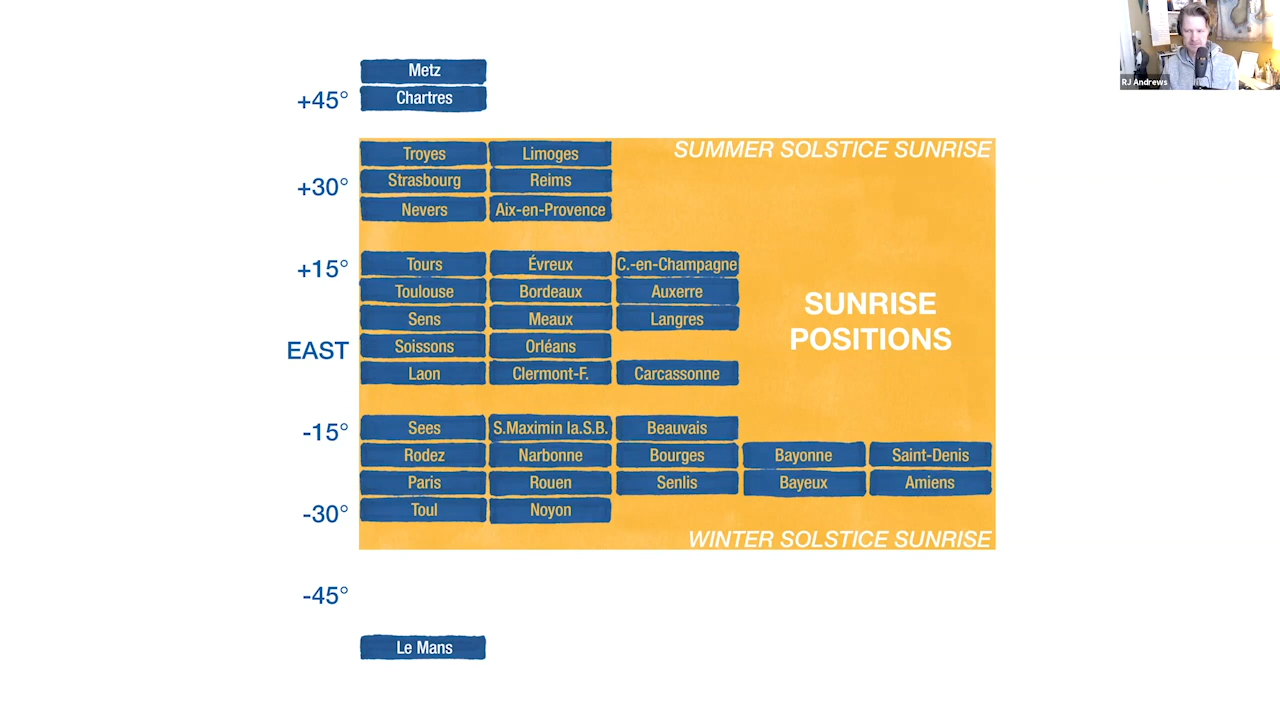 RJ Andrews
Metz
+45°
Chartres
SUMMER SOLSTICE SUNRISE
Troyes Limoges
+30°
Strasbourg Reims
Nevers Aix-en-Provence
+15°
Tours Évreux C.-en-Champagne
Toulouse Bordeaux Auxerre
Sens Meaux Langres
SUNRISE
POSITIONS
EAST
Soissons Orléans
Laon Clermont-F. Carcassonne
-15°
Sees S.Maximin la.S.B. Beauvais
Rodez Narbonne Bourges Bayonne Saint-Denis
Paris Rouen Senlis Bayeux Amiens
-30°
Toul Noyon
WINTER SOLSTICE SUNRISE
-45°
Le Mans